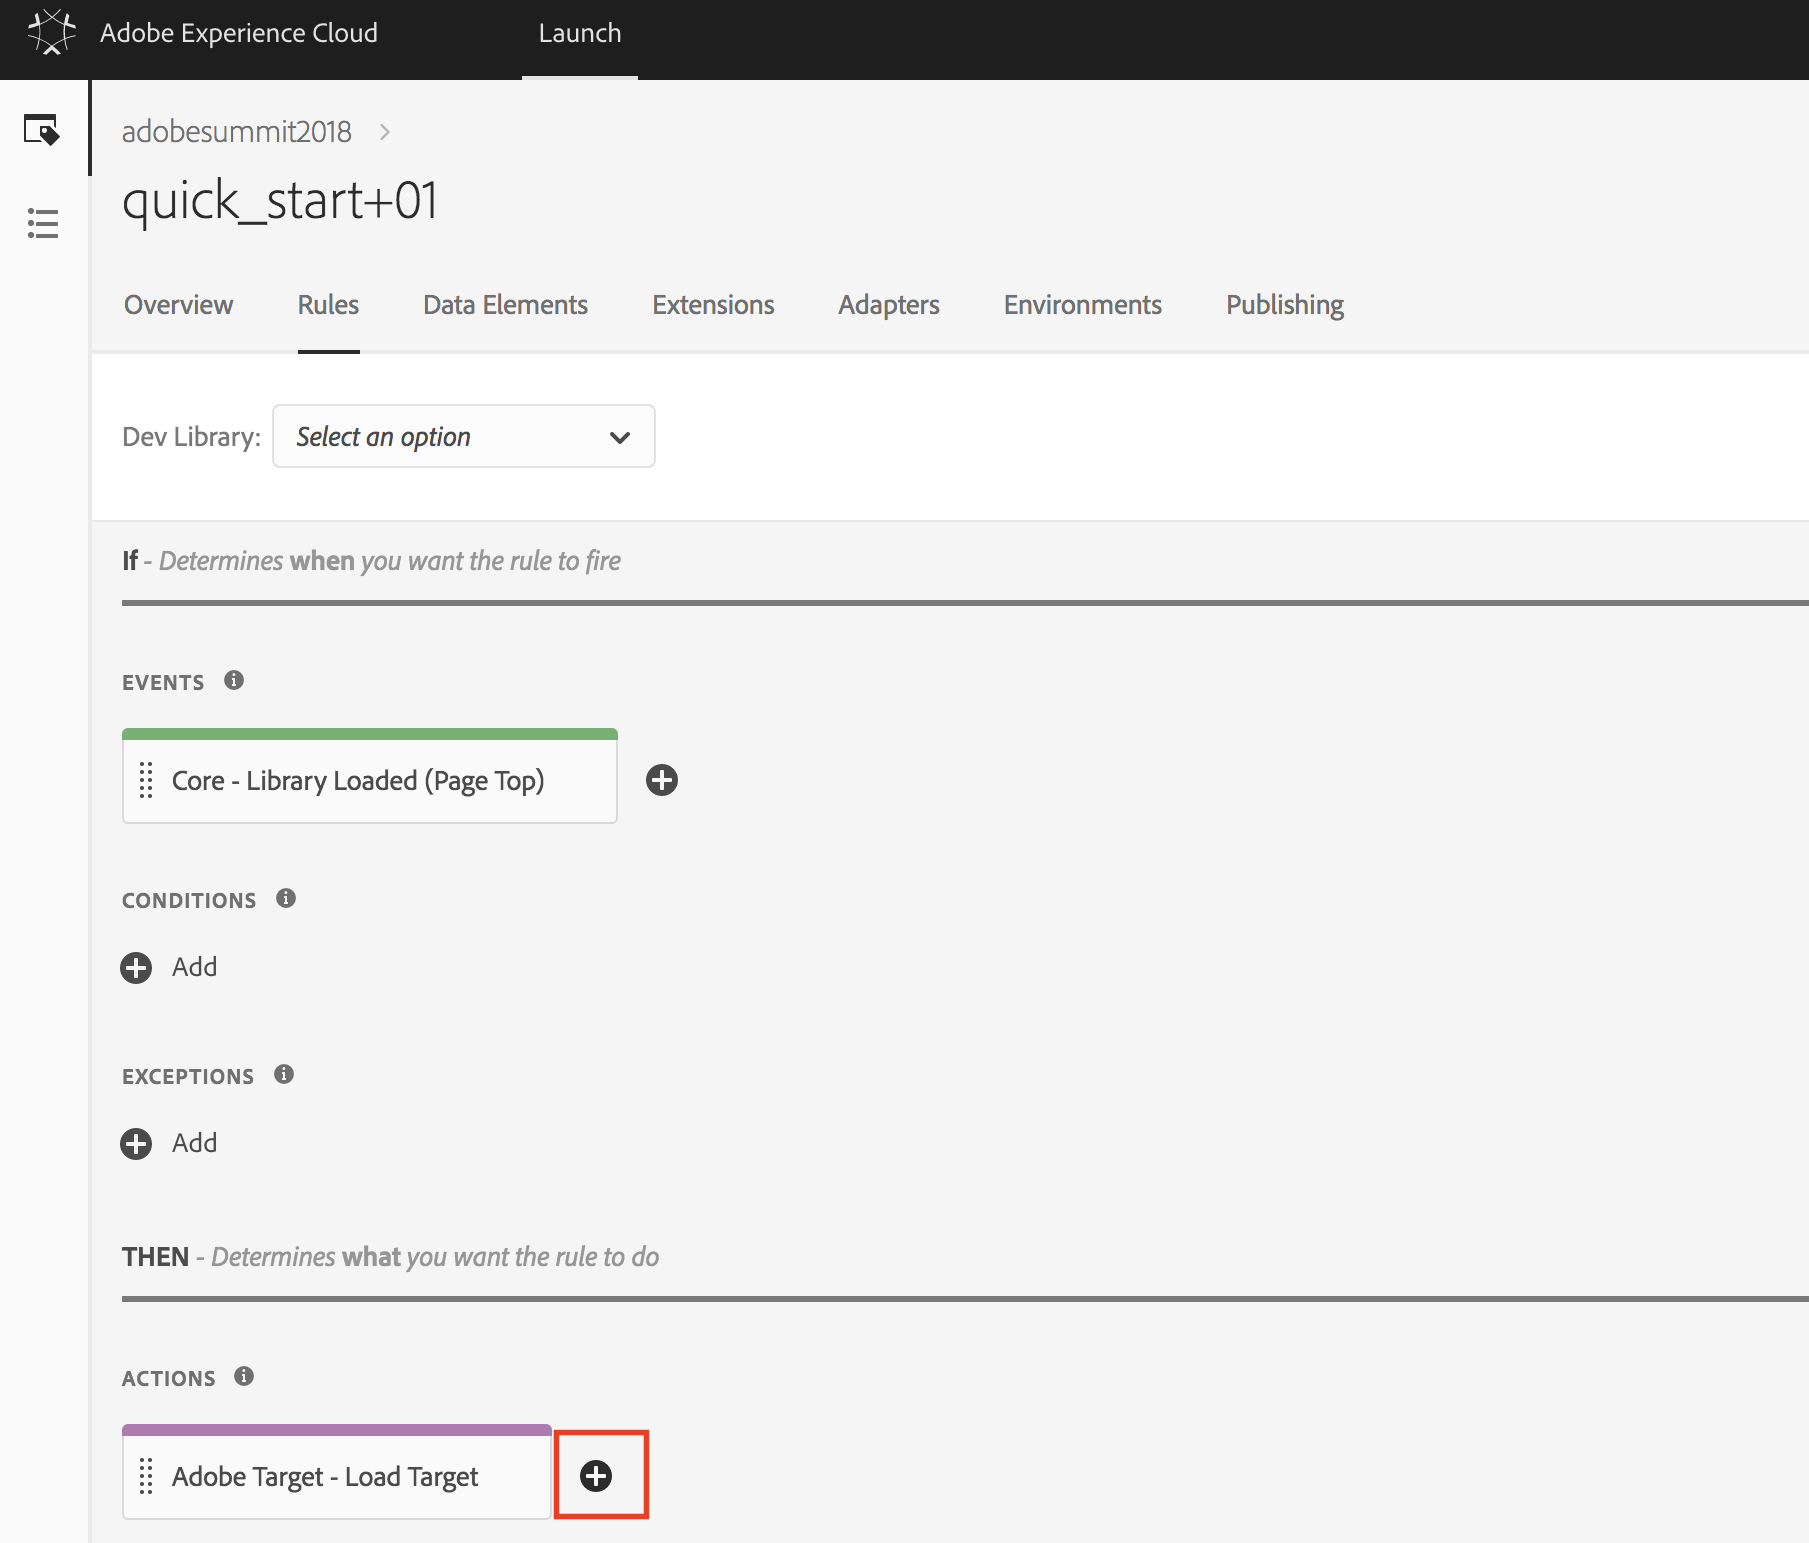 Adobe Experience Cloud Launch
adobesummit2018
quick_start+01
Overview Rules Data Elements Extensions Adapters Environments Publishing
Dev Library: Select an option
If - Determines when you want the rule to fire
EVENTS
Core - Library Loaded (Page Top)
CONDITIONS
Add
EXCEPTIONS
Add
THEN - Determines what you want the rule to do
ACTIONS
Adobe Target - Load Target